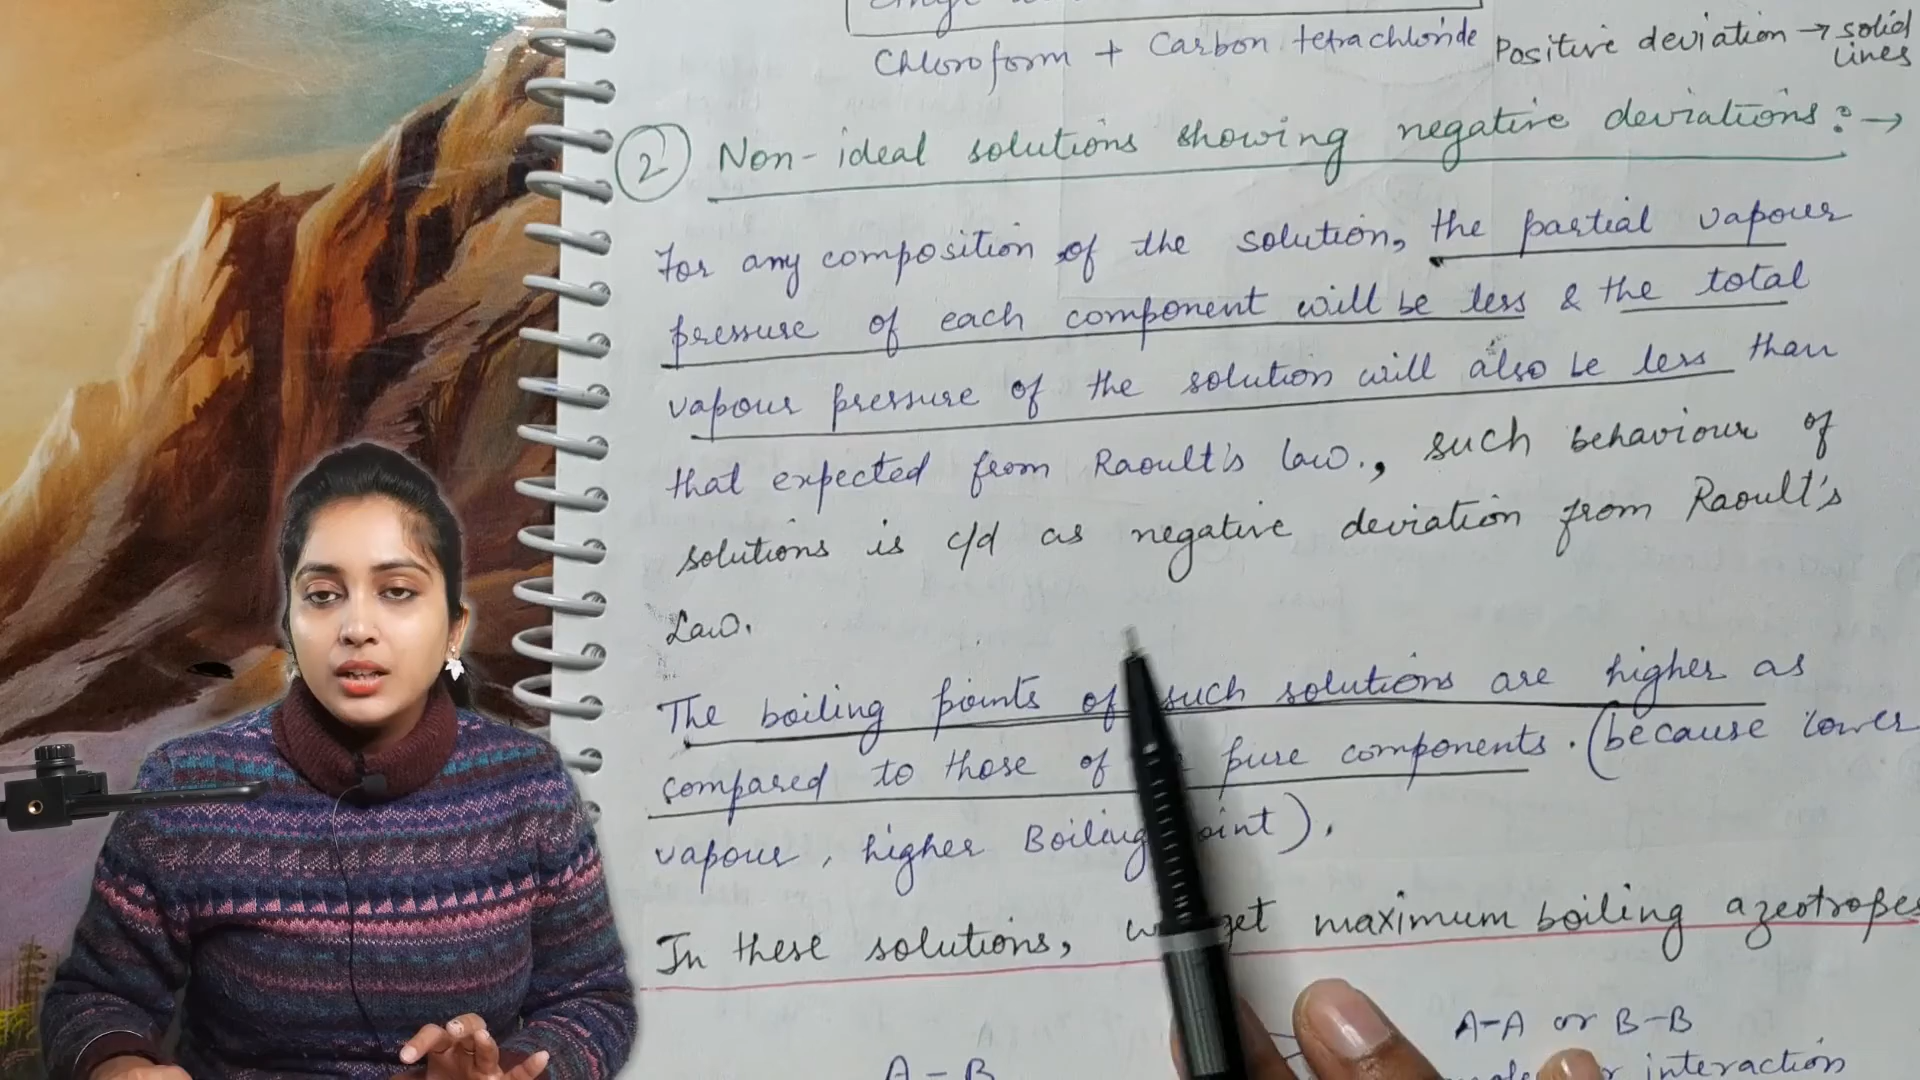 Chloroform + Carbon tetrachloride
Positive deviation → solid
lines
2 Non-ideal solutions showing negative deviations:→
For any composition of the solution, the partial vapour
pressure of each component will be less & the total
vapour pressure of the solution will also be less than
that expected from Raoult's law., such behaviour of
solutions is c/d as negative deviation from Raoult's
Law.
The boiling points of such solutions are higher as
compared to those of pure components. (because lower
vapour, higher Boiling oint).
In these solutions, get maximum boiling azeotropes
A-A or B-B
A-B
interaction